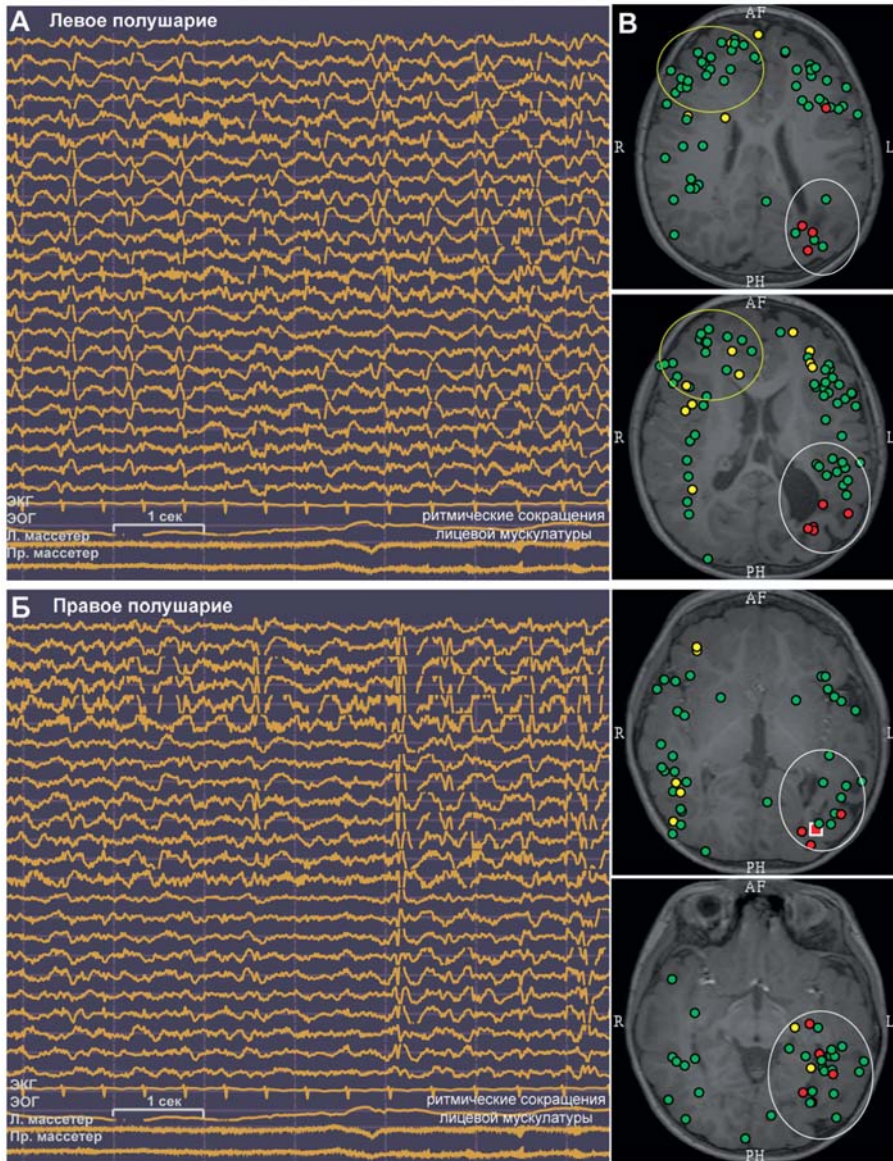 А Левое полушарие
ЭКГ
ЭОГ
1 сек
Л. массетер
Пр. массетер
ритмические сокращения
лицевой мускулатуры
Б Правое полушарие
ЭКГ
ЭОГ
1 сек
Л. массетер
Пр. массетер
ритмические сокращения
лицевой мускулатуры
В
AF
R
L
PH
AF
R
L
PH
AF
R
L
PH
AF
R
L
PH